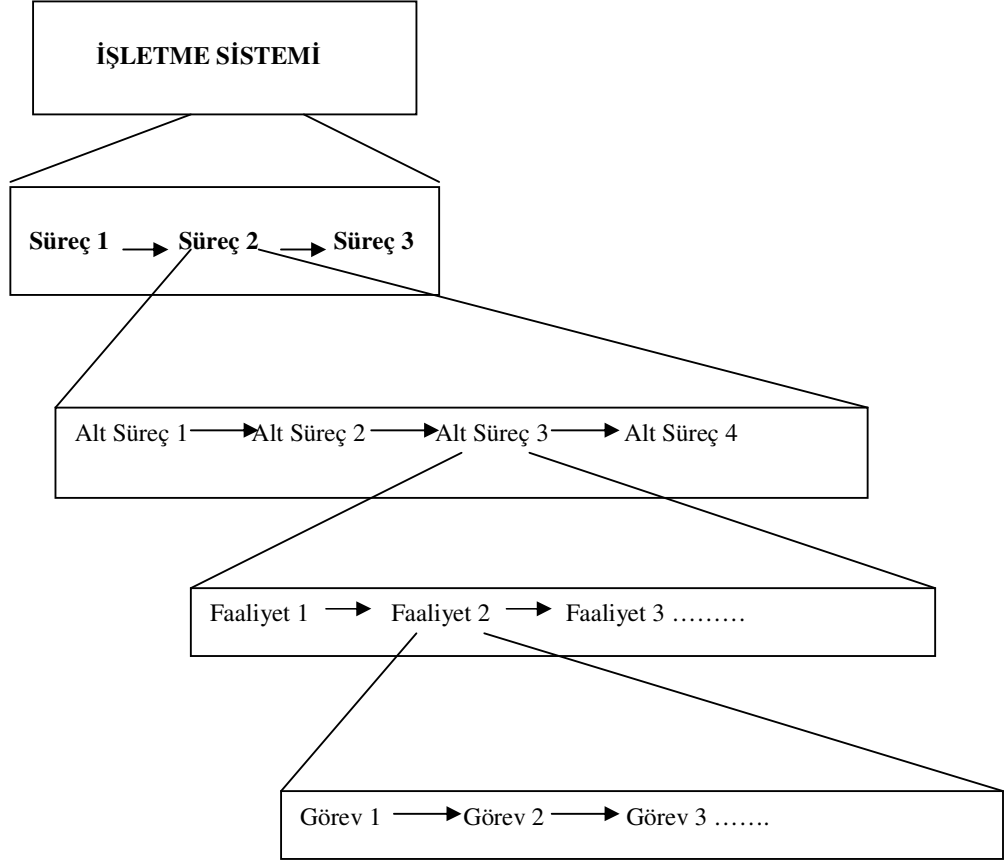 İŞLETME SİSTEMİ
Süreç 1 Süreç 2 Süreç 3
Alt Süreç 1 Alt Süreç 2 Alt Süreç 3 Alt Süreç 4
Faaliyet 1 Faaliyet 2 Faaliyet 3 ………
Görev 1 Görev 2 Görev 3 …….